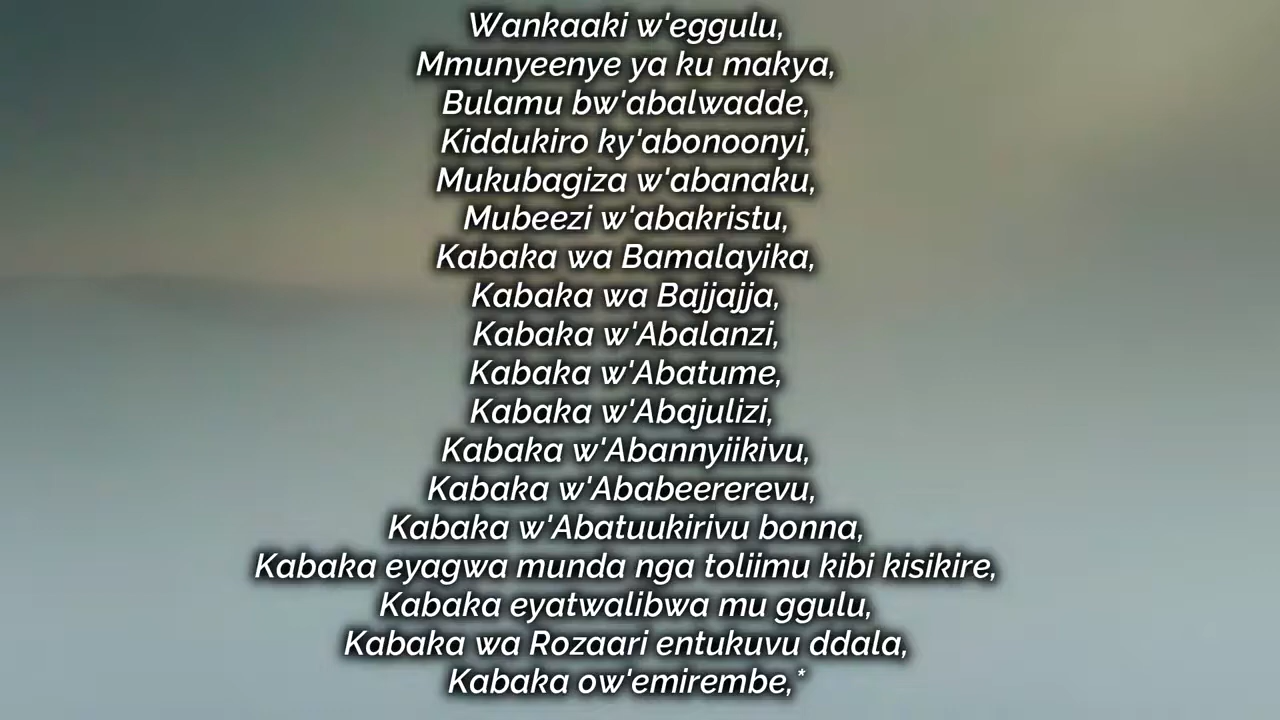 Wankaaki w'eggulu,
Mmunyeenye ya ku makya,
Bulamu bw'abalwadde,
Kiddukiro ky'abonoonyi,
Mukubagiza w'abanaku,
Mubeezi w'abakristu,
Kabaka wa Bamalayika,
Kabaka wa Bajjajja,
Kabaka w'Abalanzi,
Kabaka w'Abatume,
Kabaka w'Abajulizi,
Kabaka w'Abannyiikivu,
Kabaka w'Ababeererevu,
Kabaka w'Abatuukirivu bonna,
Kabaka eyagwa munda nga toliimu kibi kisikire,
Kabaka eyatwalibwa mu ggulu,
Kabaka wa Rozaari entukuvu ddala,
Kabaka ow'emirembe,*